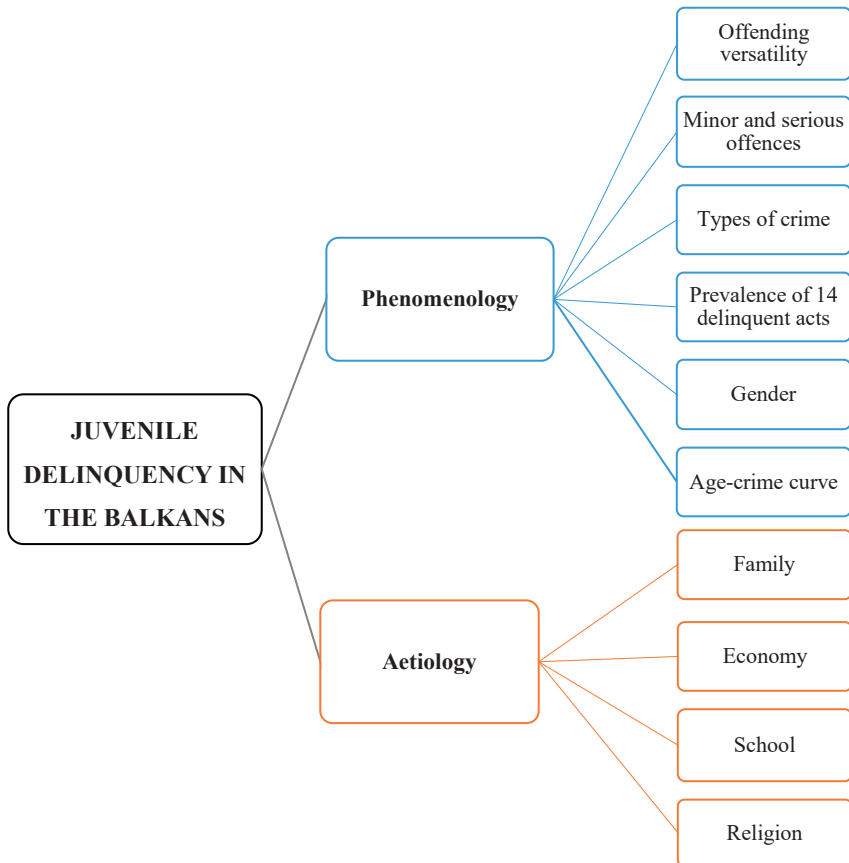 JUVENILE
DELINQUENCY IN
THE BALKANS
Phenomenology
Offending
versatility
Minor and serious
offences
Types of crime
Prevalence of 14
delinquent acts
Gender
Age-crime curve
Aetiology
Family
Economy
School
Religion